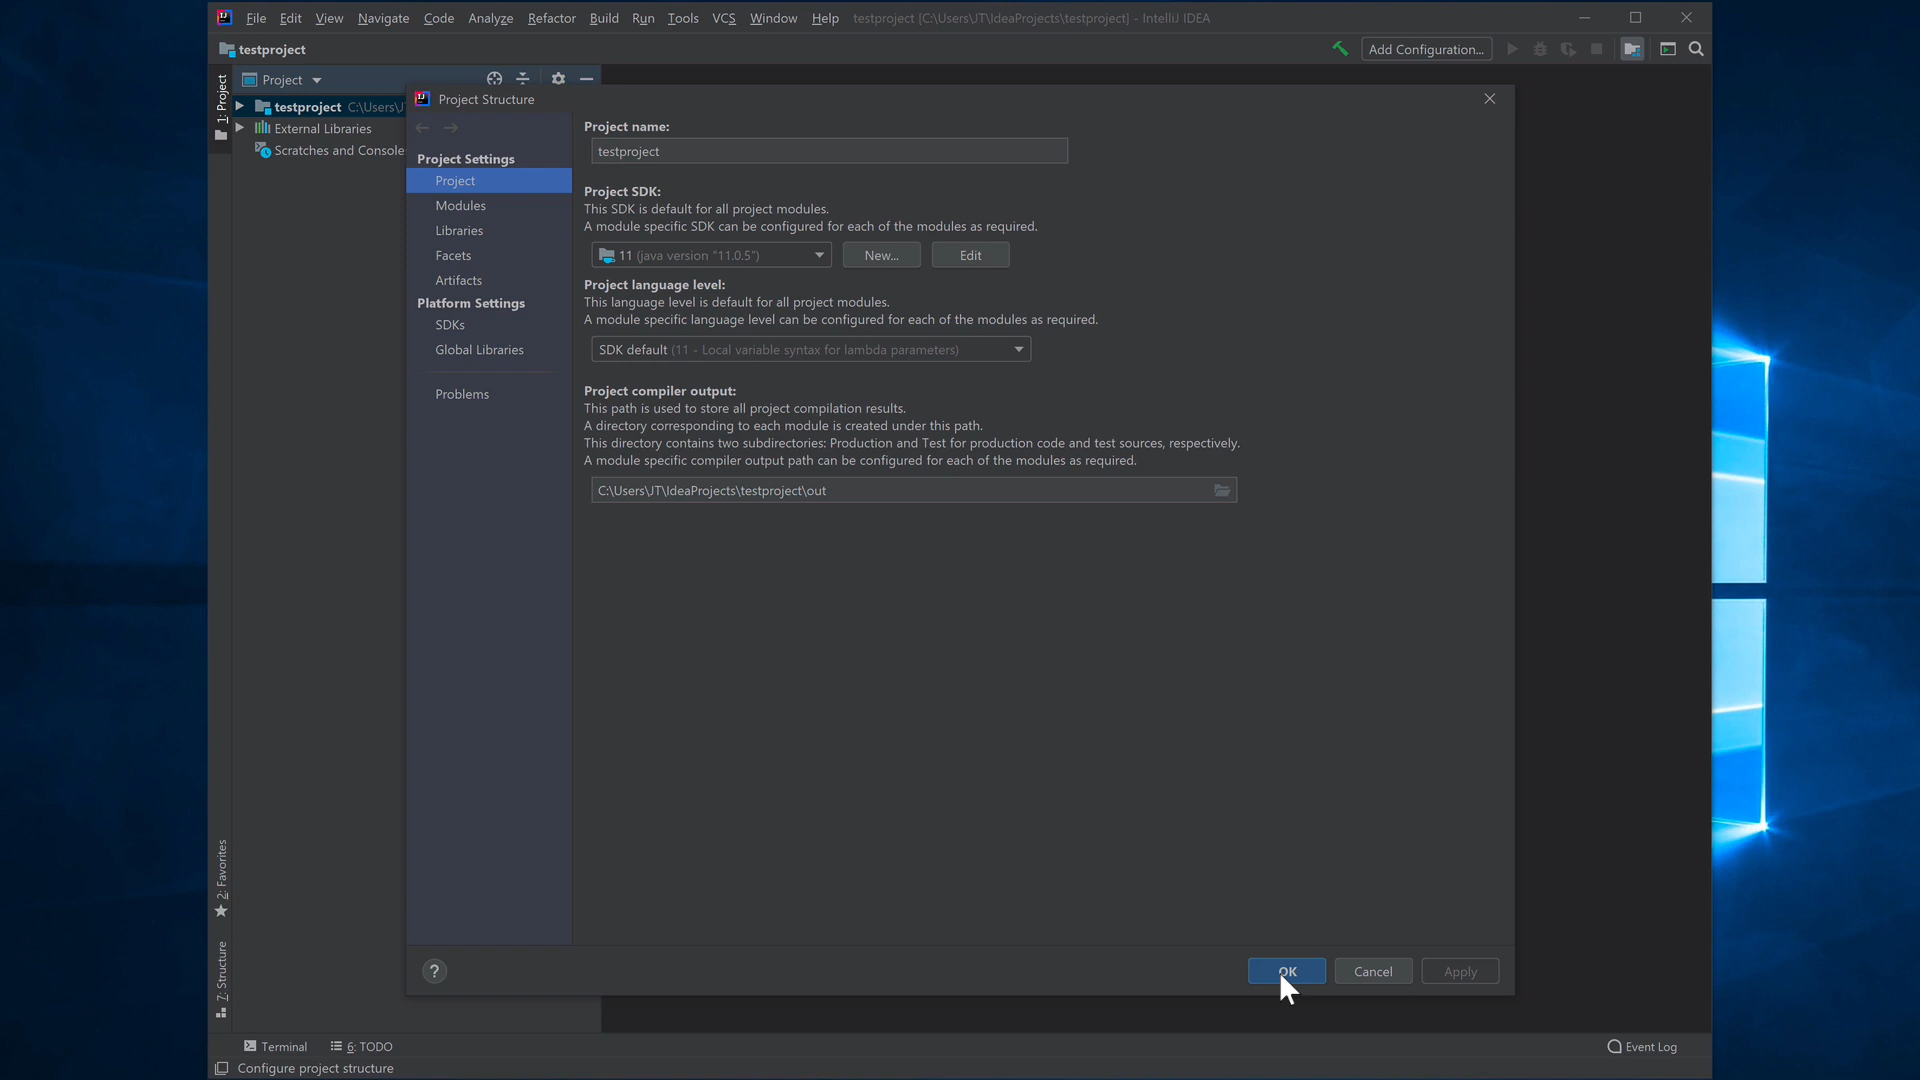 File Edit View Navigate Code Analyze Refactor Build Run Tools VCS Window Help testproject [C:\Users\JT\IdeaProjects\testproject] - IntelliJ IDEA
testproject
Add Configuration...
1: Project
Project
testproject C:\Users\J
External Libraries
Scratches and Console
Project Structure
Project Settings
Project
Modules
Libraries
Facets
Artifacts
Platform Settings
SDKs
Global Libraries
Problems
Project name:
testproject
Project SDK:
This SDK is default for all project modules.
A module specific SDK can be configured for each of the modules as required.
11 (java version "11.0.5")
New...
Edit
Project language level:
This language level is default for all project modules.
A module specific language level can be configured for each of the modules as required.
SDK default (11 - Local variable syntax for lambda parameters)
Project compiler output:
This path is used to store all project compilation results.
A directory corresponding to each module is created under this path.
This directory contains two subdirectories: Production and Test for production code and test sources, respectively.
A module specific compiler output path can be configured for each of the modules as required.
C:\Users\JT\IdeaProjects\testproject\out
2: Favorites
7: Structure
?
OK
Cancel
Apply
Terminal
6: TODO
Event Log
Configure project structure